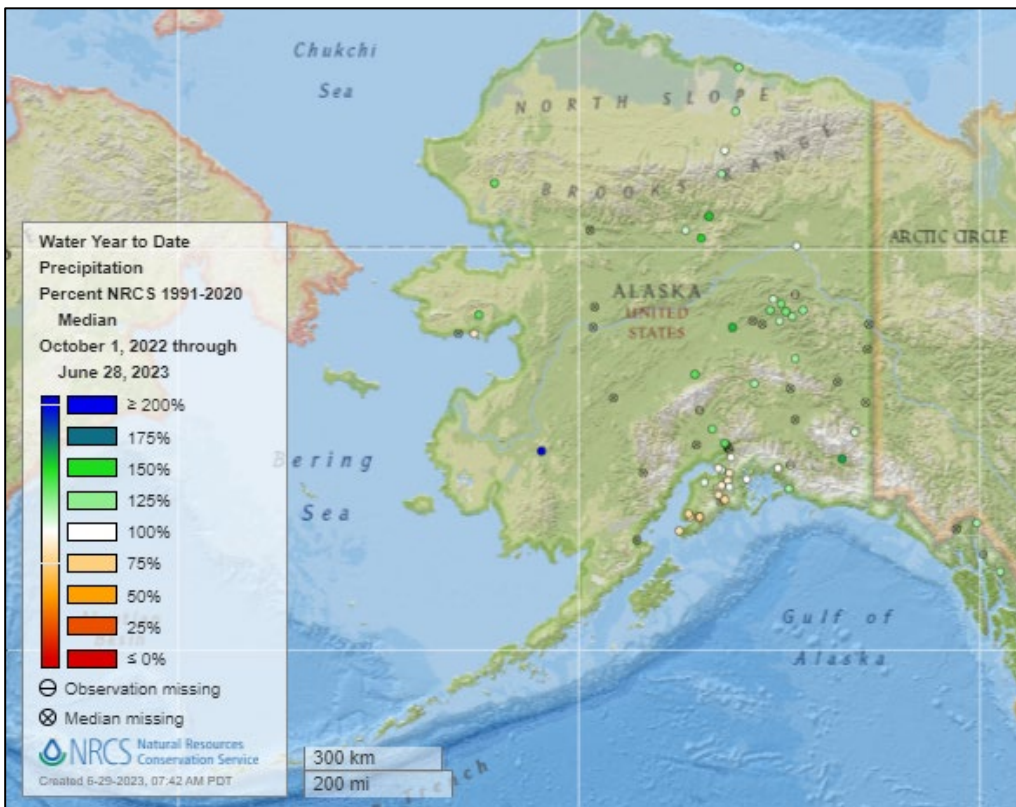 Chukchi
Sea
NORTH SLOPE
BROOKS RANGE
ARCTIC CIRCLE
ALASKA
UNITED
STATES
Water Year to Date
Precipitation
Percent NRCS 1991-2020
Median
October 1, 2022 through
June 28, 2023
≥ 200%
175%
150%
125%
100%
75%
50%
25%
≤ 0%
Observation missing
Median missing
NRCS Natural Resources
Conservation Service
Created 6-29-2023, 07:42 AM PDT
Bering
Sea
Gulf of
Alaska
300 km
200 mi
Trench